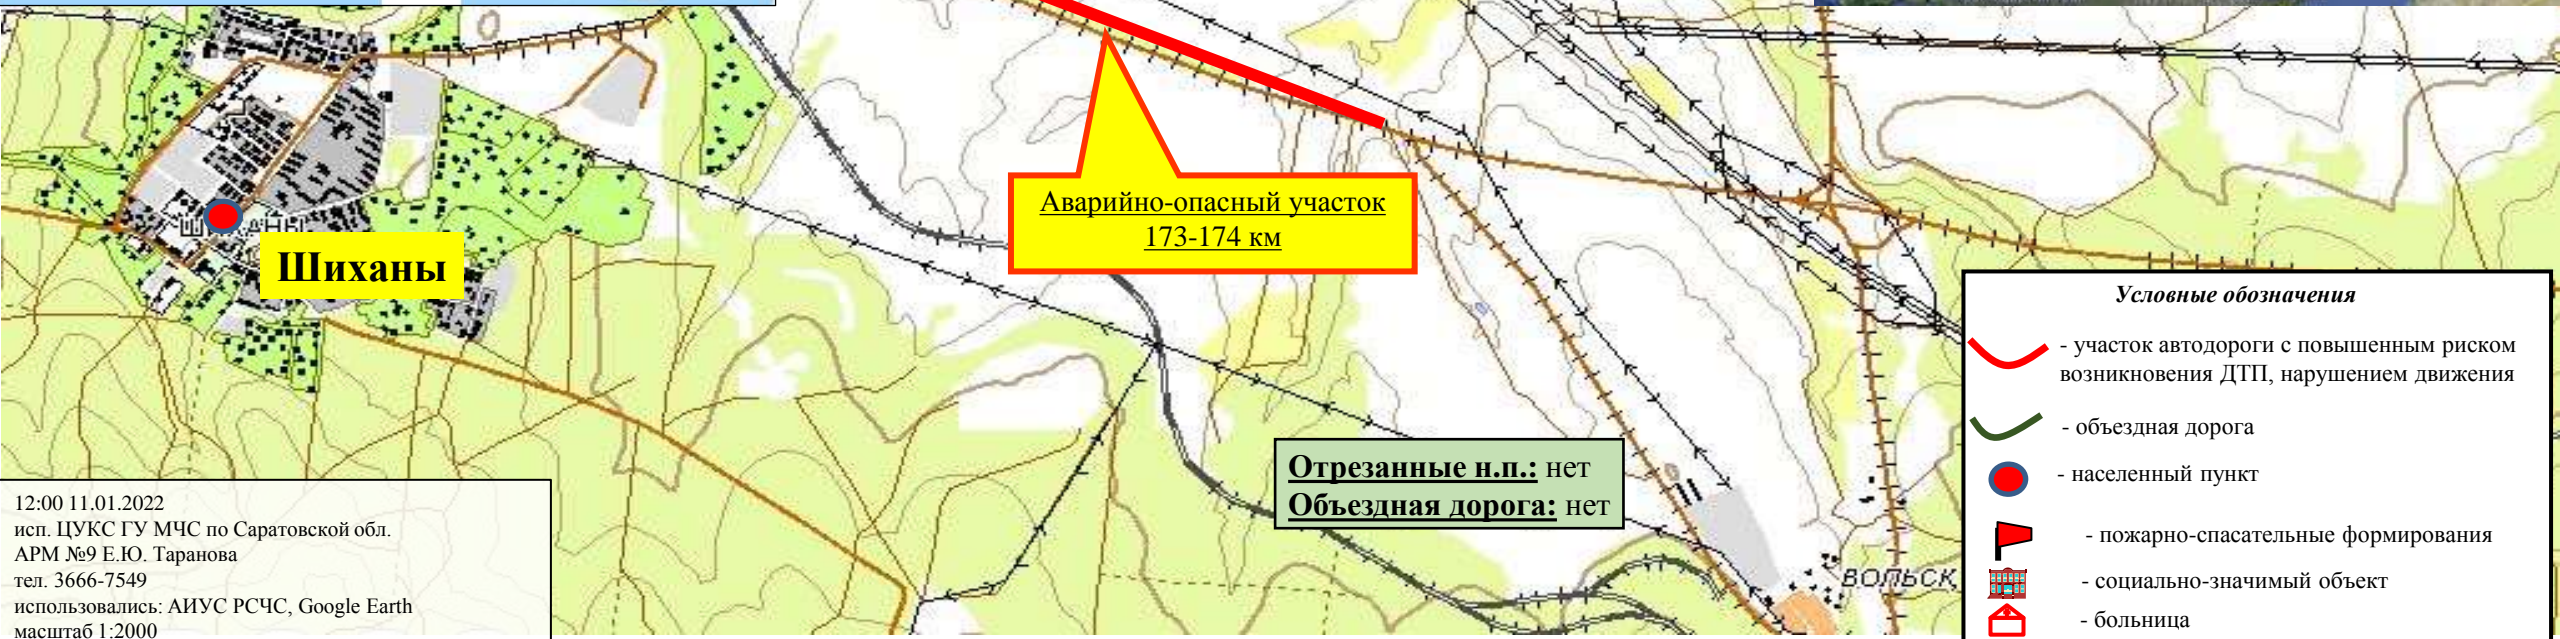 ШИХАНЫ
Шиханы
Аварийно-опасный участок
173-174 км
Отрезанные н.п.: нет
Объездная дорога: нет
12:00 11.01.2022
исп. ЦУКС ГУ МЧС по Саратовской обл.
АРМ №9 Е.Ю. Таранова
тел. 3666-7549
использовались: АИУС РСЧС, Google Earth
масштаб 1:2000
ВОЛЬСК
Условные обозначения
- участок автодороги с повышенным риском
возникновения ДТП, нарушением движения
- объездная дорога
- населенный пункт
- пожарно-спасательные формирования
- социально-значимый объект
- больница